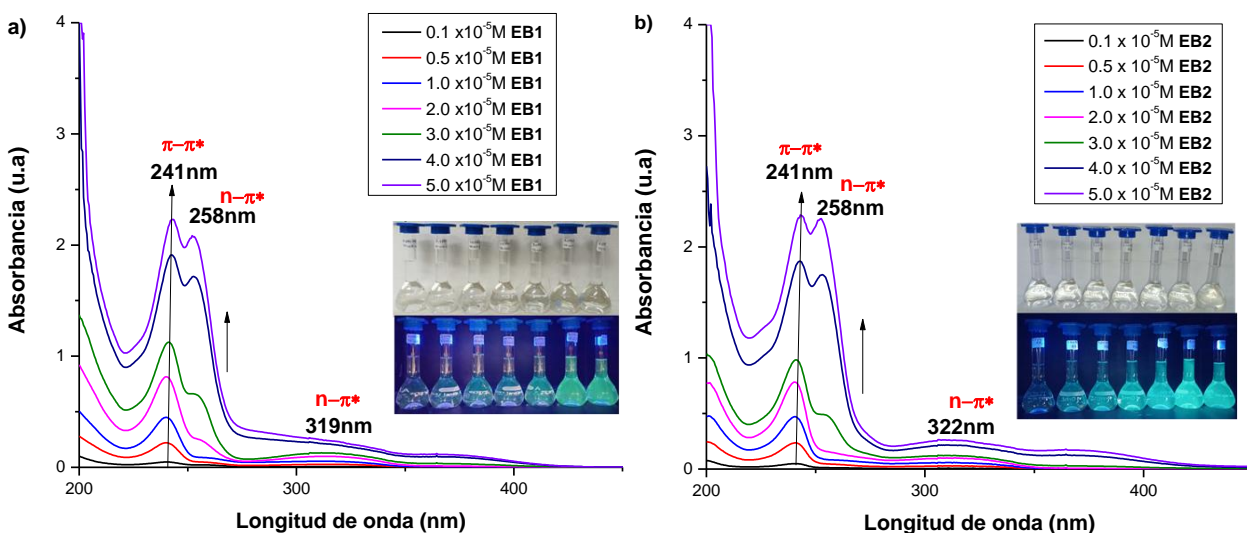 a)
0.1 x10⁻⁵M EB1
0.5 x10⁻⁵M EB1
1.0 x10⁻⁵M EB1
2.0 x10⁻⁵M EB1
3.0 x10⁻⁵M EB1
4.0 x10⁻⁵M EB1
5.0 x10⁻⁵M EB1
π−π*
241nm
n−π*
258nm
n−π*
319nm
Absorbancia (u.a)
4
3
2
1
0
200
300
400
Longitud de onda (nm)
b)
0.1 x 10⁻⁵M EB2
0.5 x 10⁻⁵M EB2
1.0 x 10⁻⁵M EB2
2.0 x 10⁻⁵M EB2
3.0 x 10⁻⁵M EB2
4.0 x 10⁻⁵M EB2
5.0 x 10⁻⁵M EB2
π−π*
241nm
n−π*
258nm
n−π*
322nm
Absorbancia (u.a)
4
3
2
1
0
200
300
400
Longitud de onda (nm)